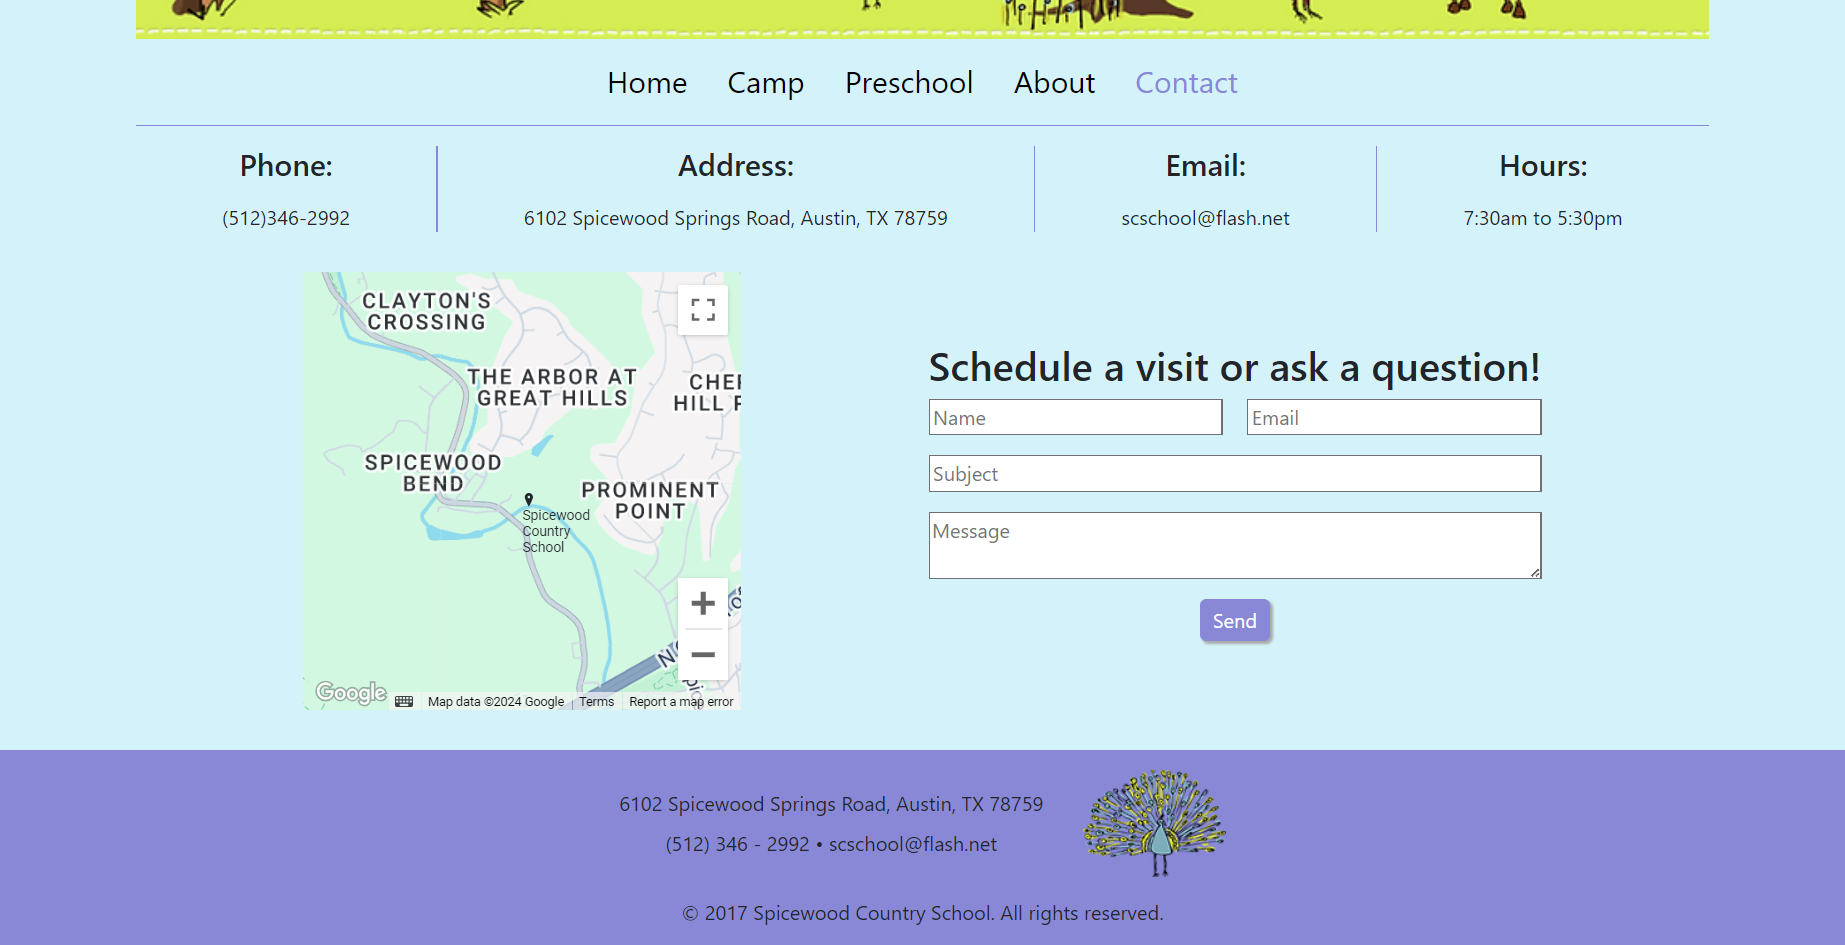 Home Camp Preschool About Contact
Phone:
(512)346-2992
Address:
6102 Spicewood Springs Road, Austin, TX 78759
Email:
scschool@flash.net
Hours:
7:30am to 5:30pm
CLAYTON'S
CROSSING
THE ARBOR AT
GREAT HILLS
SPICEWOOD
BEND
PROMINENT
POINT
Spicewood
Country
School
Google
Map data ©2024 Google
Terms
Report a map error
Schedule a visit or ask a question!
Name
Email
Subject
Message
Send
6102 Spicewood Springs Road, Austin, TX 78759
(512) 346 - 2992 • scschool@flash.net
© 2017 Spicewood Country School. All rights reserved.